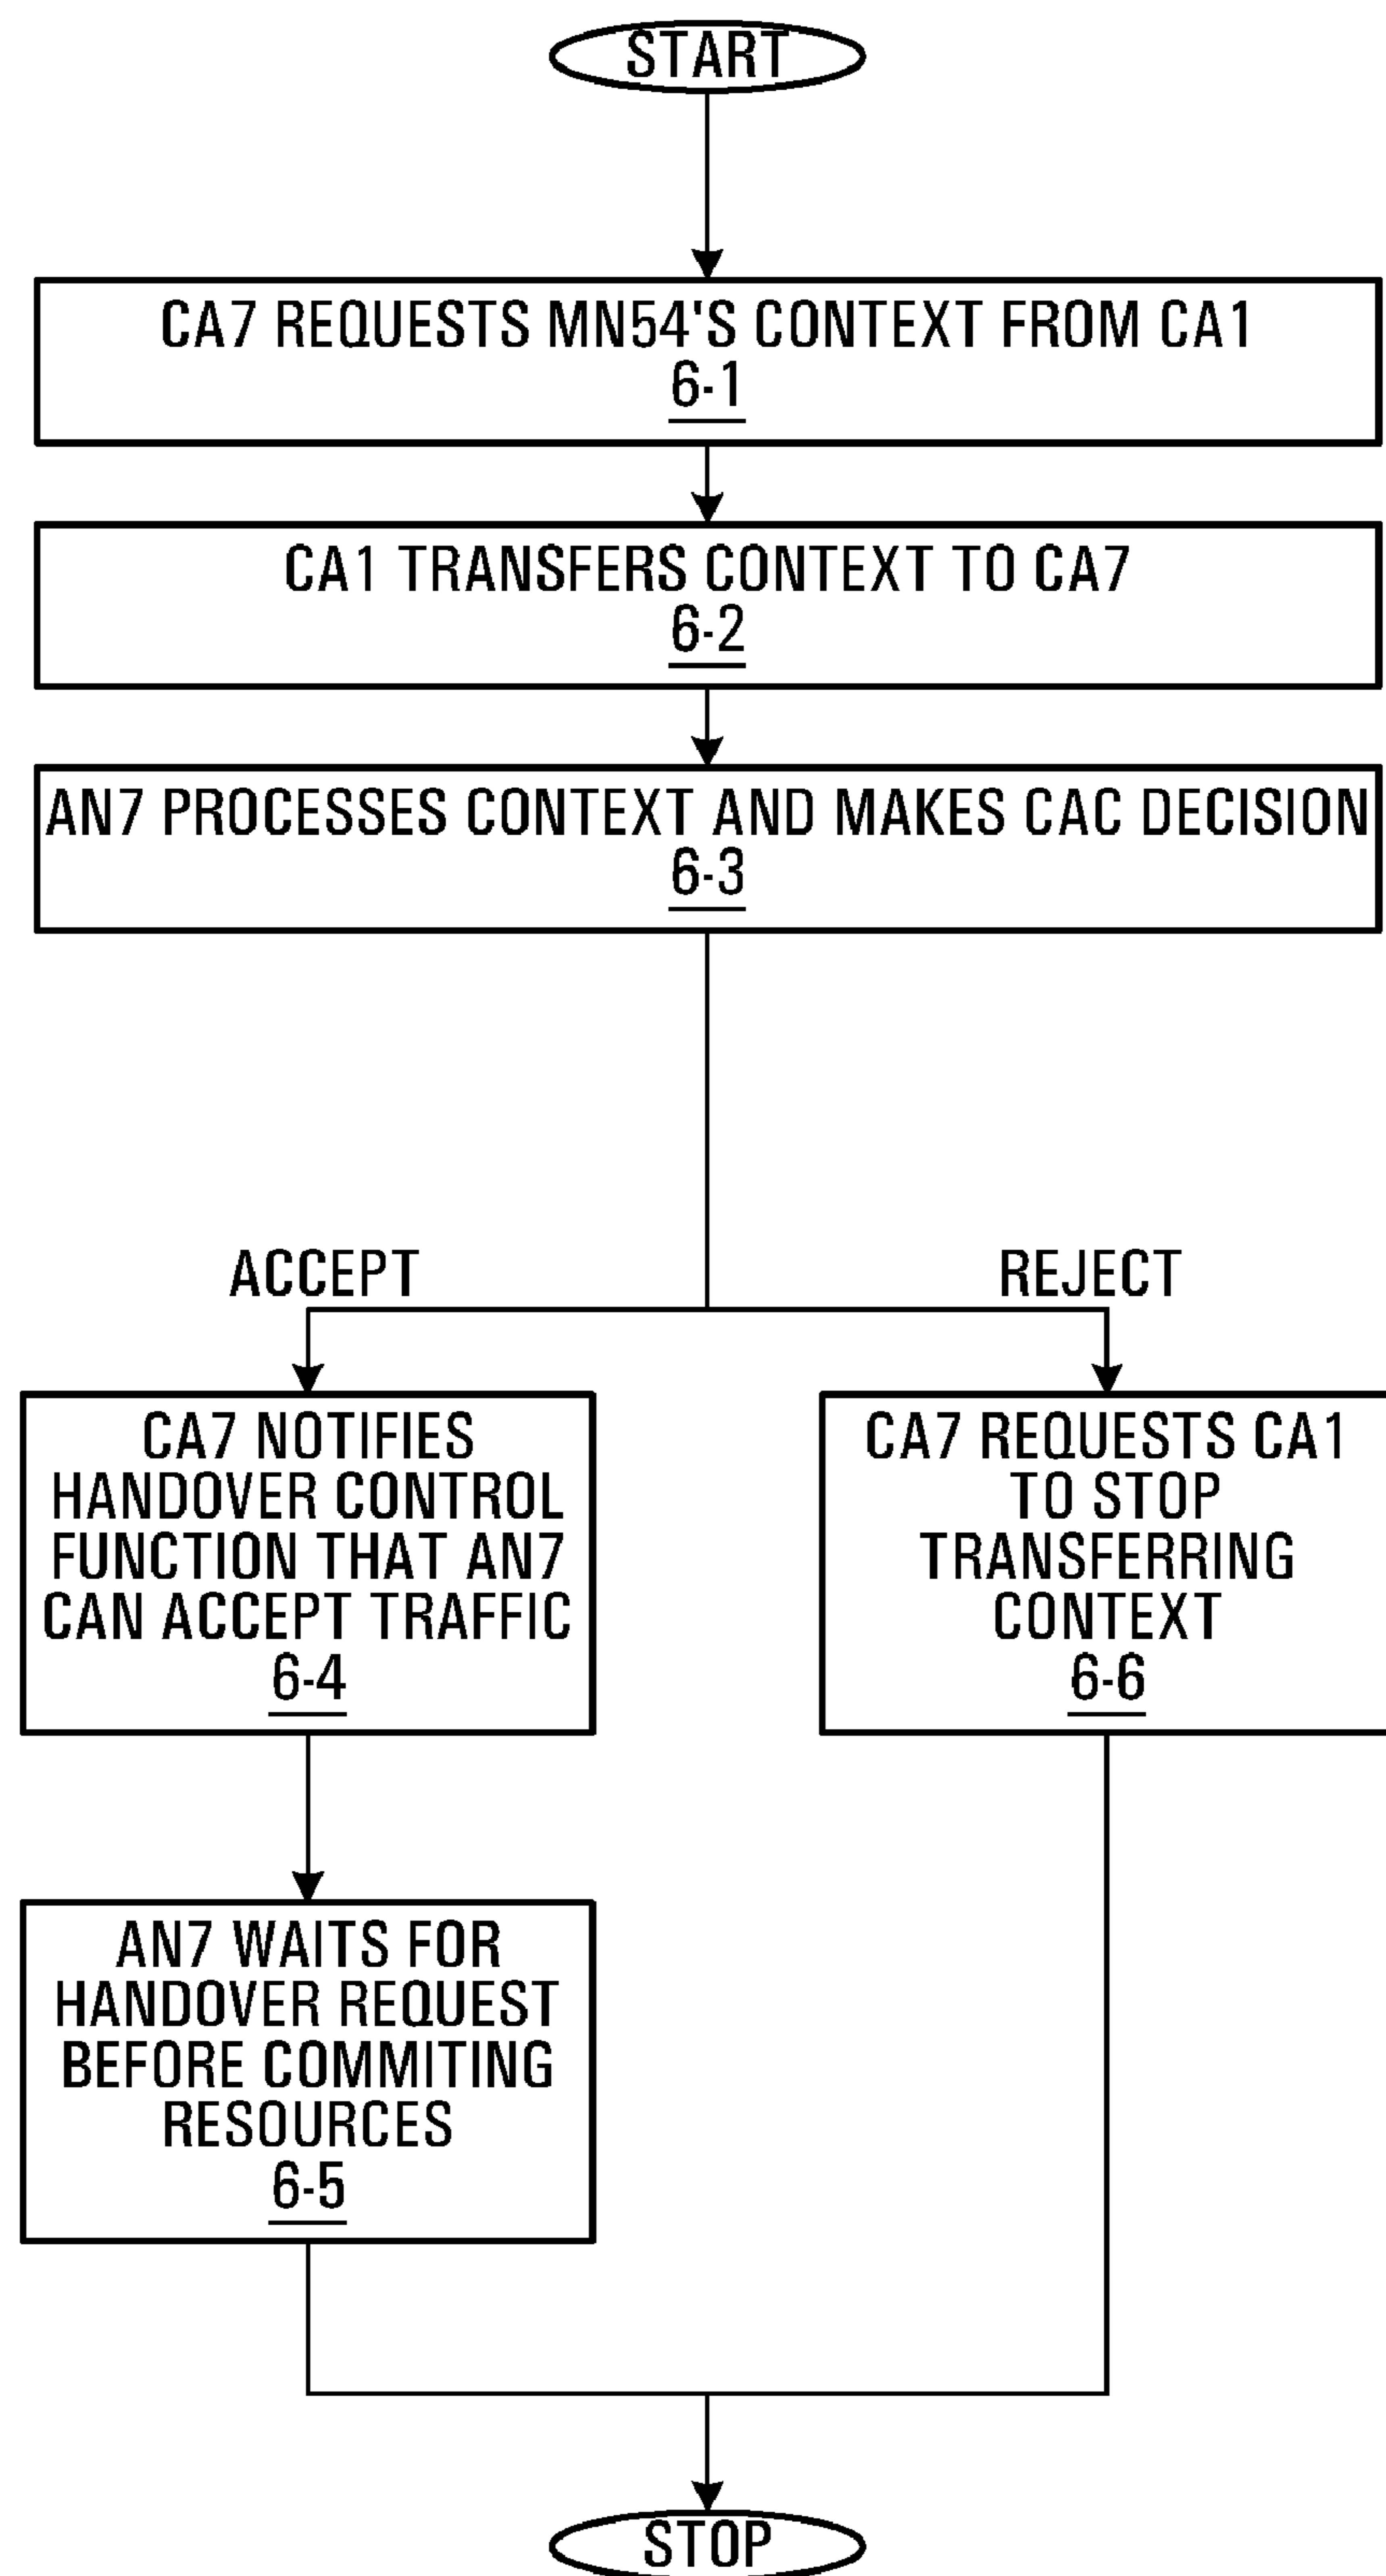 START
CA7 REQUESTS MN54'S CONTEXT FROM CA1
6-1
CA1 TRANSFERS CONTEXT TO CA7
6-2
AN7 PROCESSES CONTEXT AND MAKES CAC DECISION
6-3
ACCEPT
REJECT
CA7 NOTIFIES
HANDOVER CONTROL
FUNCTION THAT AN7
CAN ACCEPT TRAFFIC
6-4
CA7 REQUESTS CA1
TO STOP
TRANSFERRING
CONTEXT
6-6
AN7 WAITS FOR
HANDOVER REQUEST
BEFORE COMMITING
RESOURCES
6-5
STOP